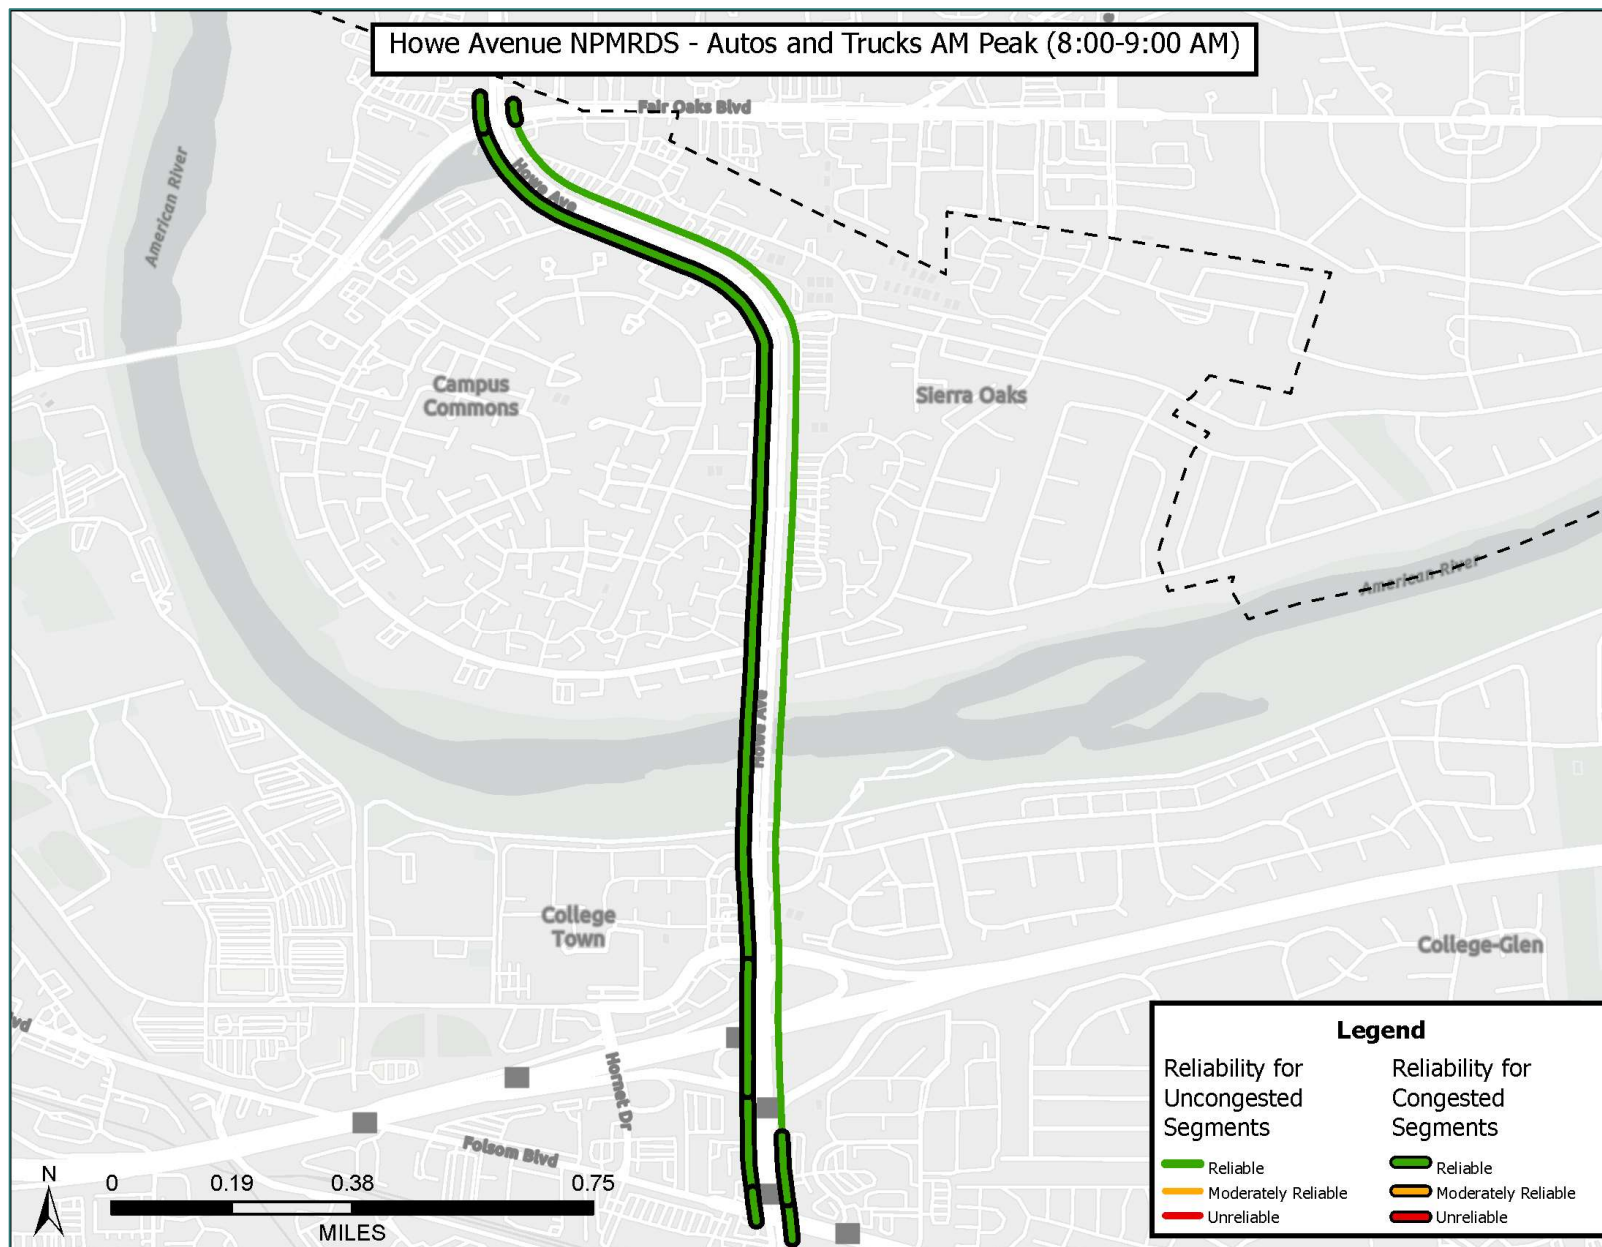 Howe Avenue NPMRDS - Autos and Trucks AM Peak (8:00-9:00 AM)
Fair Oaks Blvd
American River
Howe Ave
Campus
Commons
Sierra Oaks
American River
Howe Ave
College
Town
College-Glen
lvd
Hornet Dr
Folsom Blvd
N
0 0.19 0.38 0.75
MILES
Legend
Reliability for
Uncongested
Segments
Reliable
Moderately Reliable
Unreliable
Reliability for
Congested
Segments
Reliable
Moderately Reliable
Unreliable